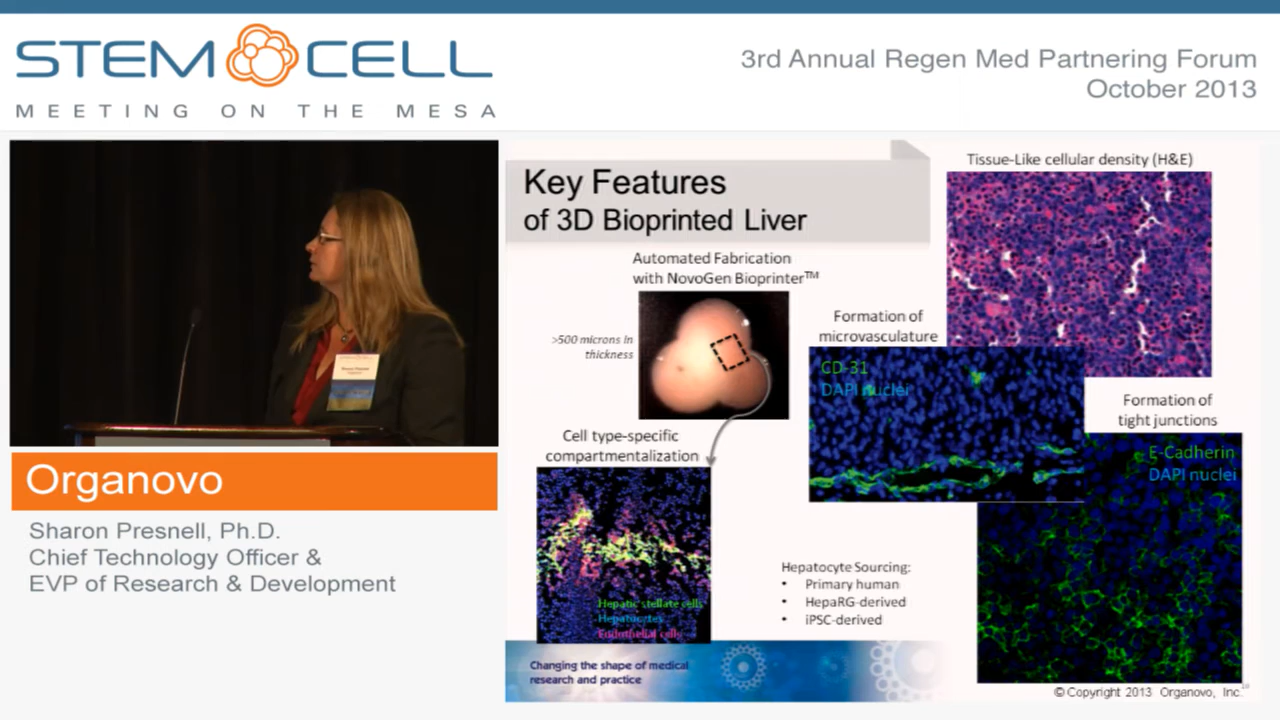 STEM CELL
MEETING ON THE MESA
3rd Annual Regen Med Partnering Forum
October 2013
Organovo
Sharon Presnell, Ph.D.
Chief Technology Officer &
EVP of Research & Development
Key Features
of 3D Bioprinted Liver
Automated Fabrication
with NovoGen Bioprinter™
>500 microns in
thickness
Cell type-specific
compartmentalization
Hepatic stellate cells
Hepatocytes
Endothelial cells
Tissue-Like cellular density (H&E)
Formation of
microvasculature
CD-31
DAPI nuclei
Formation of
tight junctions
E-Cadherin
DAPI nuclei
Hepatocyte Sourcing:
• Primary human
• HepaRG-derived
• iPSC-derived
Changing the shape of medical
research and practice
© Copyright 2013 Organovo, Inc.